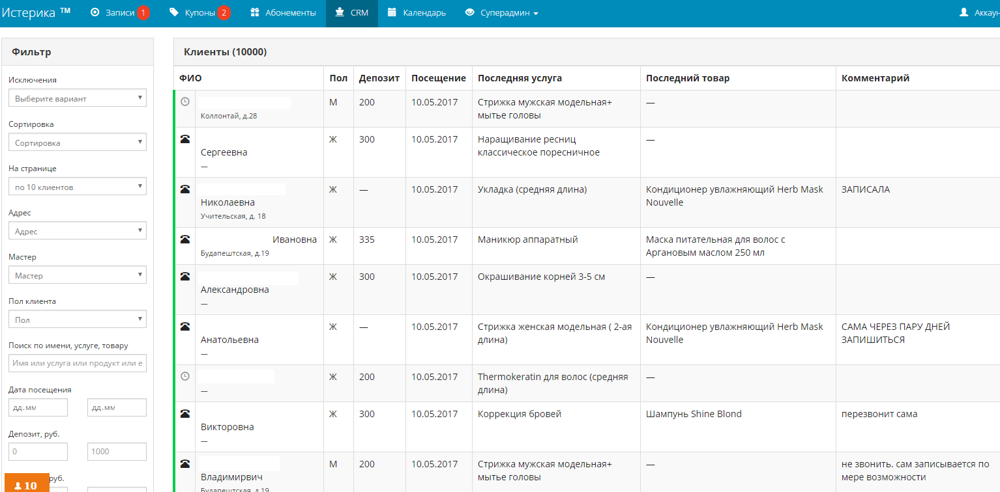 Истерика ™ Записи 1 Купоны 2 Абонементы CRM Календарь Суперадмин Аккаун
Фильтр
Исключения
Выберите вариант
Сортировка
Сортировка
На странице
по 10 клиентов
Адрес
Адрес
Мастер
Мастер
Пол клиента
Пол
Поиск по имени, услуге, товару
Имя или услуга или продукт или е
Дата посещения
дд.мм дд.мм
Депозит, руб.
0 1000
руб.
10
Клиенты (10000)
ФИО Пол Депозит Посещение Последняя услуга Последний товар Комментарий
М 200 10.05.2017 Стрижка мужская модельная+ —
Коллонтай, д.28 мытье головы
Ж 300 10.05.2017 Наращивание ресниц —
Сергеевна классическое поресничное
—
Ж — 10.05.2017 Укладка (средняя длина) Кондиционер увлажняющий Herb Mask ЗАПИСАЛА
Николаевна Nouvelle
Учительская, д. 18
Ивановна Ж 335 10.05.2017 Маникюр аппаратный Маска питательная для волос с
Будапештская, д.19 Аргановым маслом 250 мл
Ж 300 10.05.2017 Окрашивание корней 3-5 см —
Александровна
—
Ж — 10.05.2017 Стрижка женская модельная ( 2-ая Кондиционер увлажняющий Herb Mask САМА ЧЕРЕЗ ПАРУ ДНЕЙ
Анатольевна длина) Nouvelle ЗАПИШИТЬСЯ
—
Ж 200 10.05.2017 Thermokeratin для волос (средняя —
— длина)
Ж 300 10.05.2017 Коррекция бровей Шампунь Shine Blond перезвонит сама
Викторовна
—
М 200 10.05.2017 Стрижка мужская модельная+ — не звонить. сам записывается по
Владимирвич мытье головы мере возможности
Будапештская, д.19